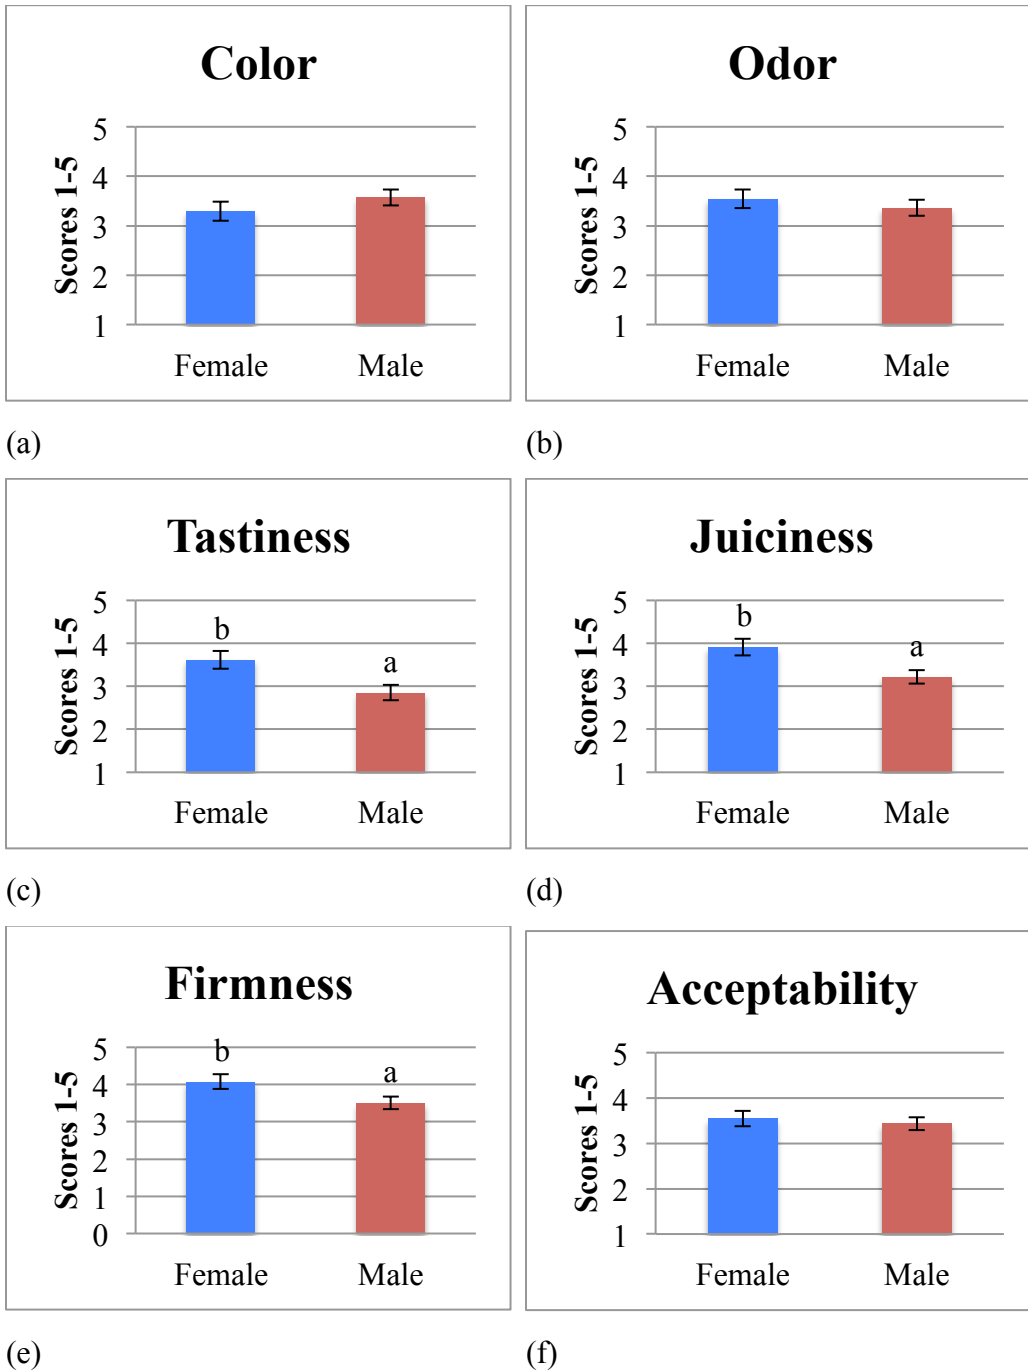 Color
Scores 1-5
5
4
3
2
1
Female Male
(a)
Odor
Scores 1-5
5
4
3
2
1
Female Male
(b)
Tastiness
Scores 1-5
5
4
3
2
1
b
a
Female Male
(c)
Juiciness
Scores 1-5
5
4
3
2
1
b
a
Female Male
(d)
Firmness
Scores 1-5
5
4
3
2
1
0
b
a
Female Male
(e)
Acceptability
Scores 1-5
5
4
3
2
1
Female Male
(f)